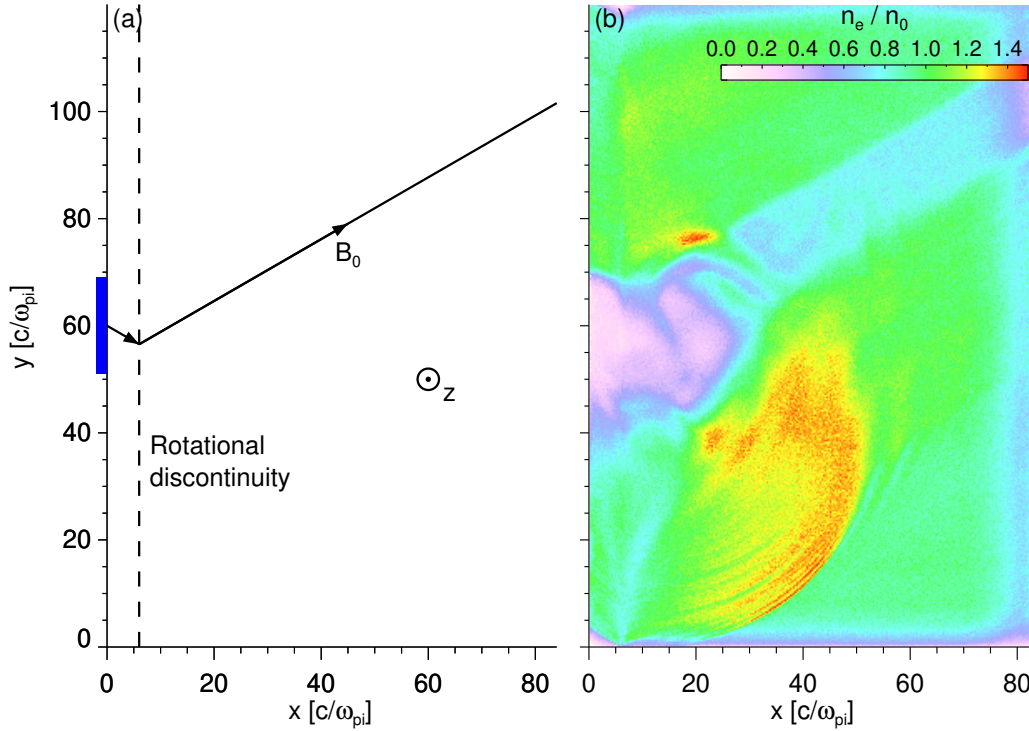 (a)
y [c/ω_pi]
100
80
60
40
20
0
B_0
z
Rotational
discontinuity
0 20 40 60 80
x [c/ω_pi]
(b)
n_e / n_0
0.0 0.2 0.4 0.6 0.8 1.0 1.2 1.4
0 20 40 60 80
x [c/ω_pi]